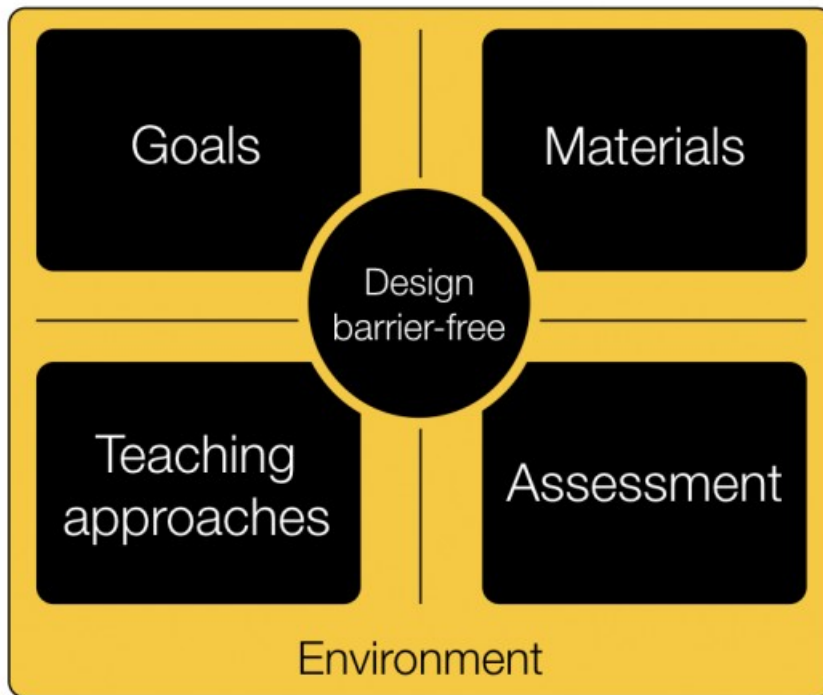 Goals
Materials
Design
barrier-free
Teaching
approaches
Assessment
Environment